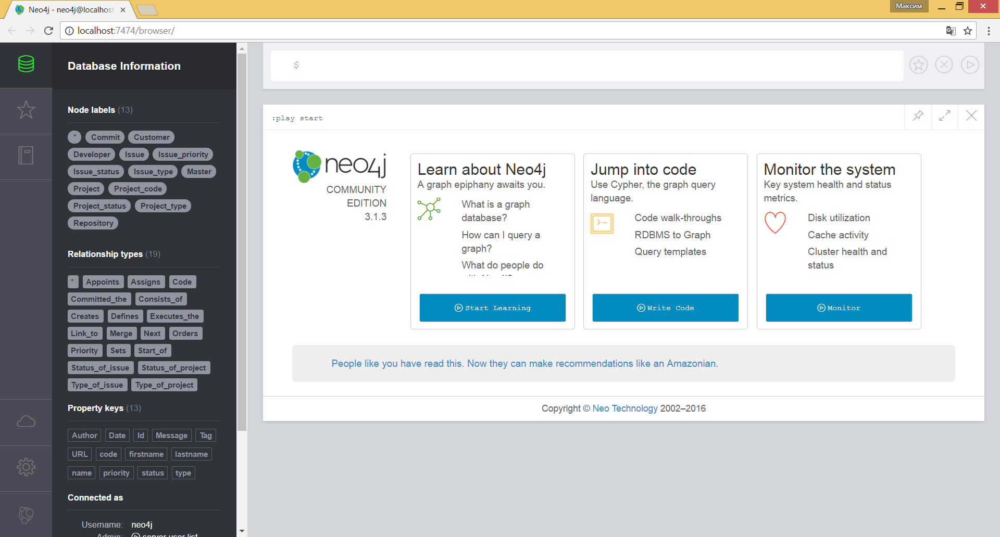 Neo4j - neo4j@localhost
Максим
localhost:7474/browser/
Database Information
Node labels (13)
* Commit Customer
Developer Issue Issue_priority
Issue_status Issue_type Master
Project Project_code
Project_status Project_type
Repository
Relationship types (19)
* Appoints Assigns Code
Committed_the Consists_of
Creates Defines Executes_the
Link_to Merge Next Orders
Priority Sets Start_of
Status_of_issue Status_of_project
Type_of_issue Type_of_project
Property keys (13)
Author Date Id Message Tag
URL code firstname lastname
name priority status type
Connected as
Username: neo4j
Admin: server user list
$
:play start
neo4j
COMMUNITY
EDITION
3.1.3
Learn about Neo4j
A graph epiphany awaits you.
What is a graph
database?
How can I query a
graph?
What do people do
with Neo4j?
Start Learning
Jump into code
Use Cypher, the graph query
language.
Code walk-throughs
RDBMS to Graph
Query templates
Write Code
Monitor the system
Key system health and status
metrics.
Disk utilization
Cache activity
Cluster health and
status
Monitor
People like you have read this. Now they can make recommendations like an Amazonian.
Copyright © Neo Technology 2002–2016